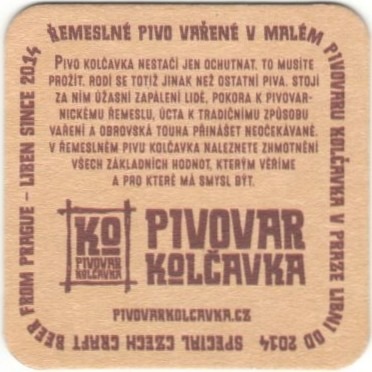 ŘEMESLNÉ PIVO VAŘENÉ V MALÉM PIVOVARU KOLČAVKA V PRAZE LIBNI OD 2014
SPECIAL CZECH CRAFT BEER FROM PRAGUE – LIBEN SINCE 2014
PIVO KOLČAVKA NESTAČÍ JEN OCHUTNAT. TO MUSÍTE
PROŽÍT. RODÍ SE TOTIŽ JINAK NEŽ OSTATNÍ PIVA. STOJÍ
ZA NÍM ÚŽASNÍ ZAPÁLENÍ LIDÉ, POKORA K PIVOVAR-
NICKÉMU ŘEMESLU, ÚCTA K TRADIČNÍMU ZPŮSOBU
VAŘENÍ A OBROVSKÁ TOUHA PŘINÁŠET NEOČEKÁVANÉ.
V ŘEMESLNÉM PIVU KOLČAVKA NALEZNETE ZHMOTNĚNÍ
VŠECH ZÁKLADNÍCH HODNOT, KTERÝM VĚŘÍME
A PRO KTERÉ MÁ SMYSL BÝT.
KO
PIVOVAR
KOLČAVKA
PIVOVAR
KOLČAVKA
PIVOVARKOLCAVKA.CZ